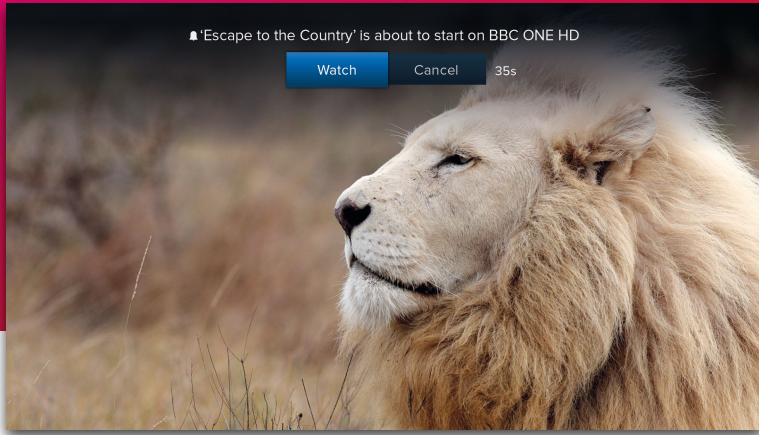 ‘Escape to the Country’ is about to start on BBC ONE HD
Watch Cancel 35s